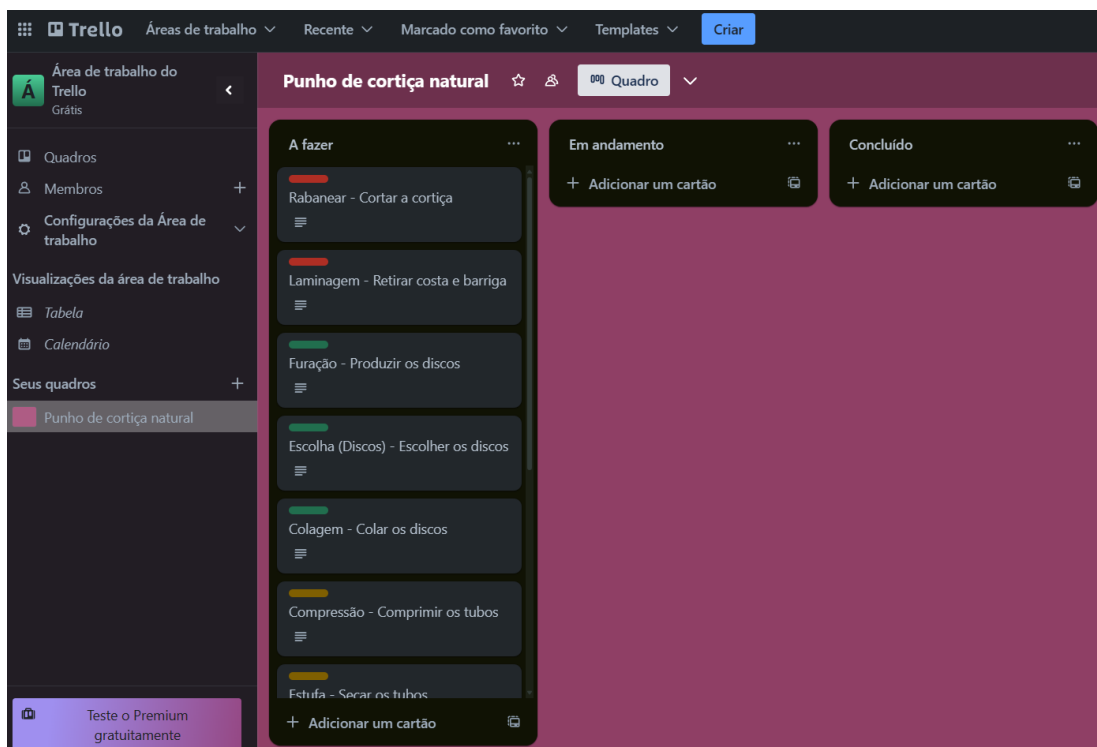 Trello Áreas de trabalho Recente Marcado como favorito Templates Criar
Á
Área de trabalho do
Trello
Grátis
Quadros
Membros
Configurações da Área de
trabalho
Visualizações da área de trabalho
Tabela
Calendário
Seus quadros
Punho de cortiça natural
Teste o Premium
gratuitamente
Punho de cortiça natural Quadro
A fazer
Rabanear - Cortar a cortiça
Laminagem - Retirar costa e barriga
Furação - Produzir os discos
Escolha (Discos) - Escolher os discos
Colagem - Colar os discos
Compressão - Comprimir os tubos
Estufa - Secar os tubos
+ Adicionar um cartão
Em andamento
+ Adicionar um cartão
Concluído
+ Adicionar um cartão